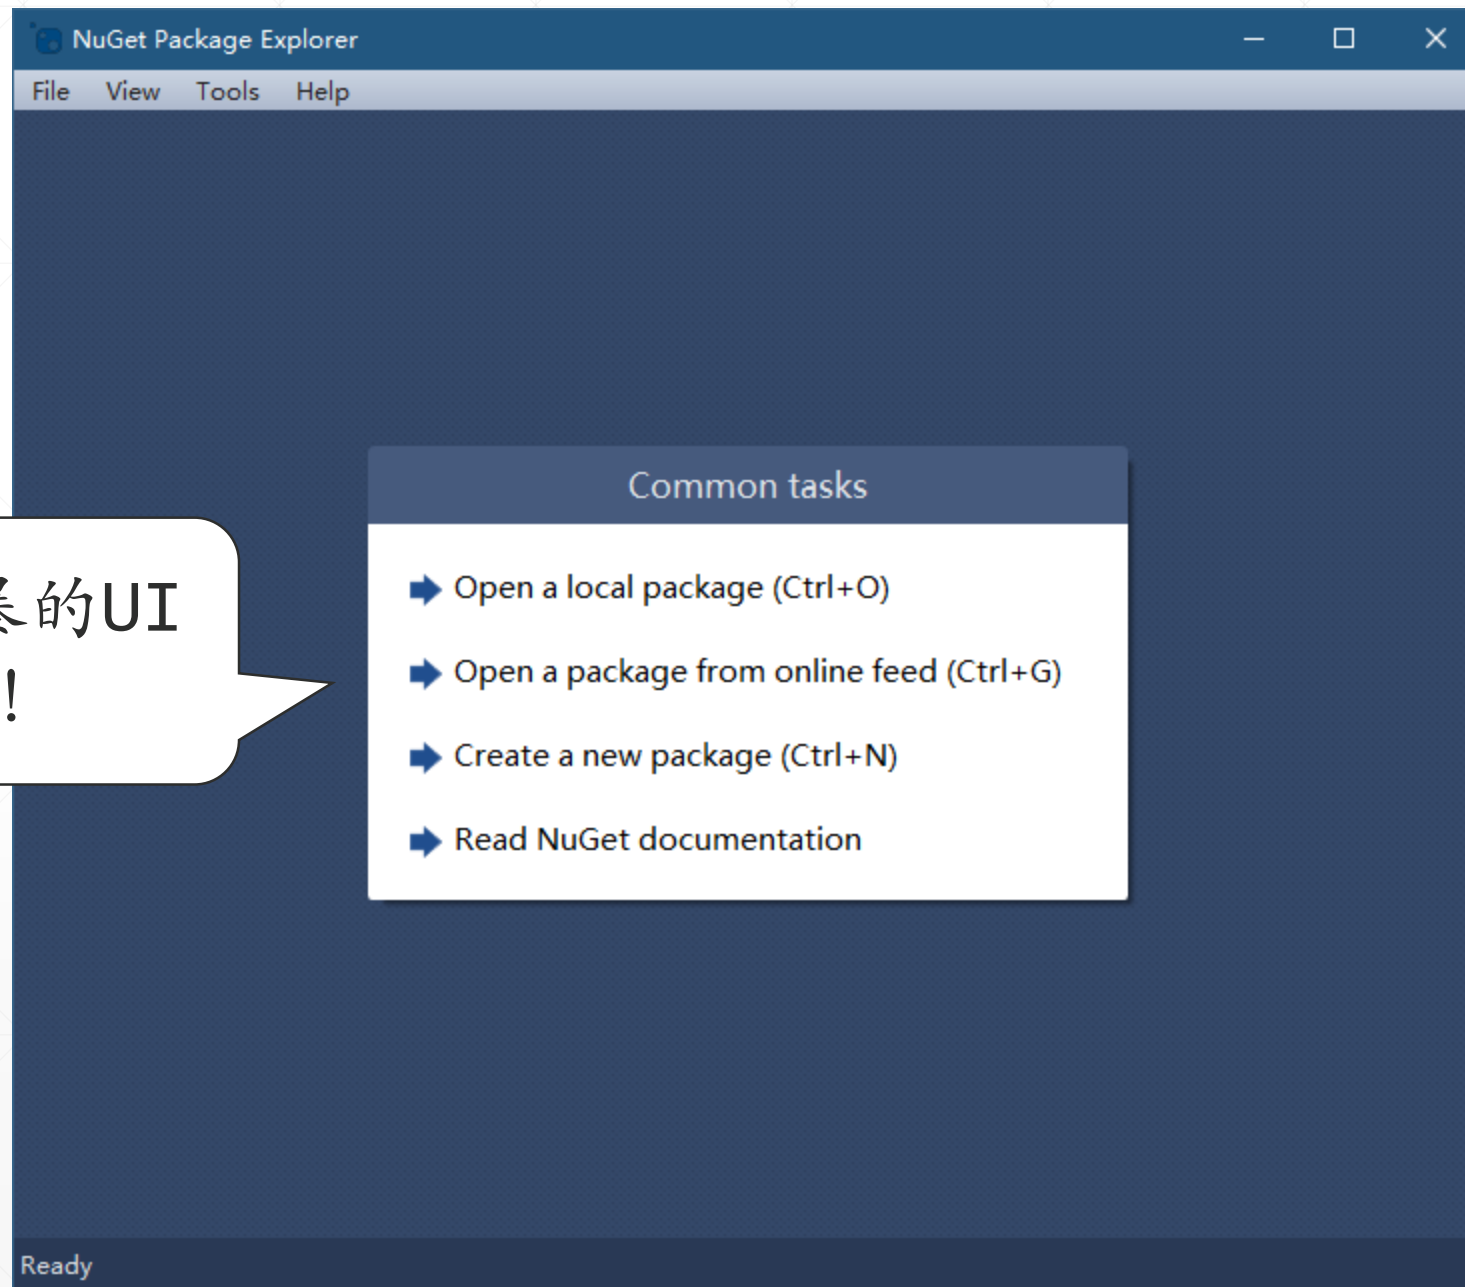 NuGet Package Explorer
File View Tools Help
Common tasks
Open a local package (Ctrl+O)
的UI
!
Open a package from online feed (Ctrl+G)
Create a new package (Ctrl+N)
Read NuGet documentation
Ready